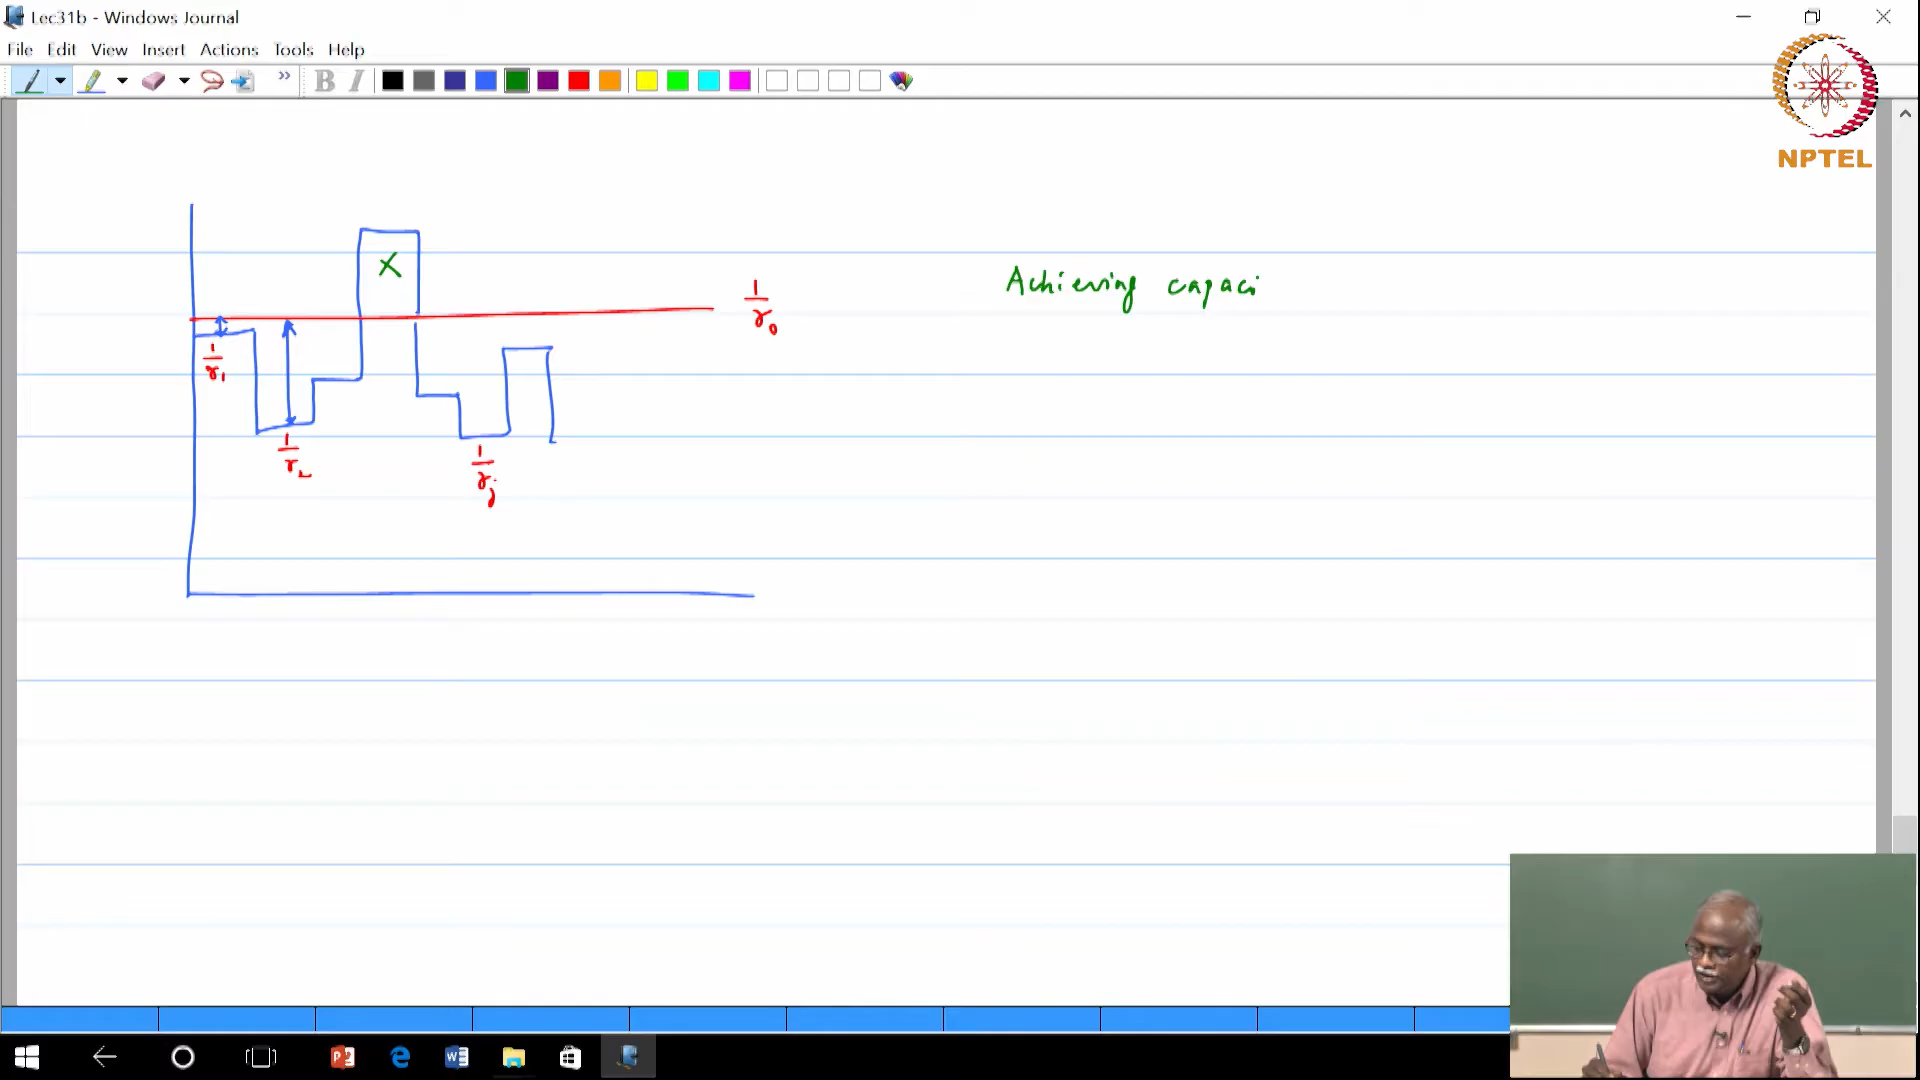 Lec31b - Windows Journal
File Edit View Insert Actions Tools Help
B I
NPTEL
X
1/γ₀
Achieving capaci
1/γ₁
1/γ₂
1/γⱼ